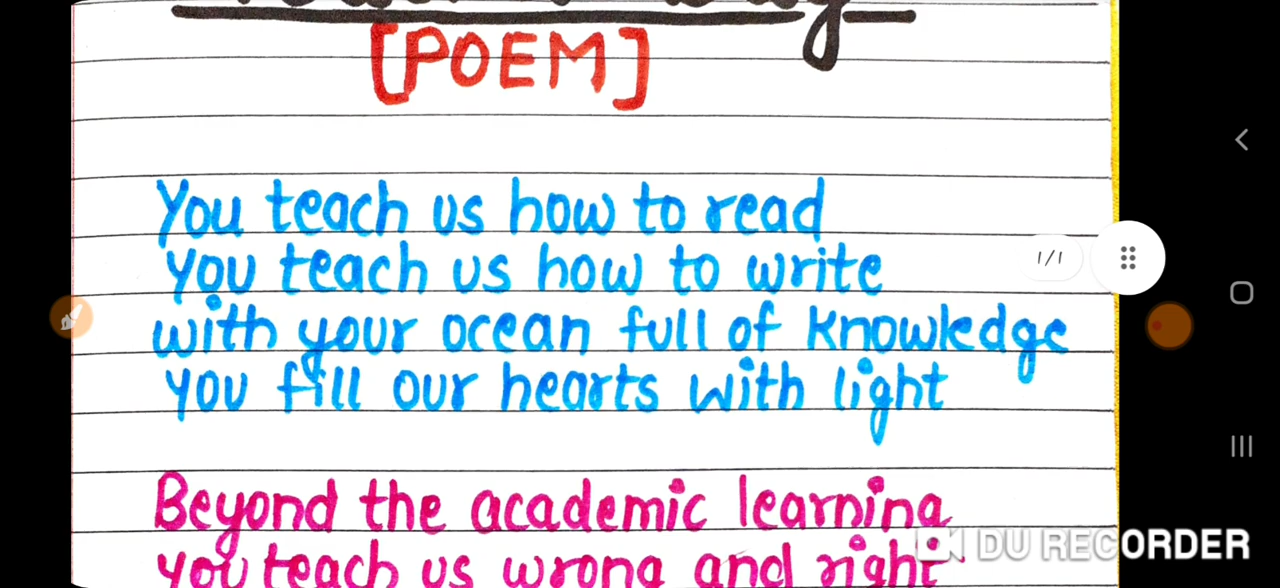 [POEM]
You teach us how to read
you teach us how to write
with your ocean full of knowledge
you fill our hearts with light
Beyond the academic learning
you teach us wrong and right
1/1
DU RECORDER